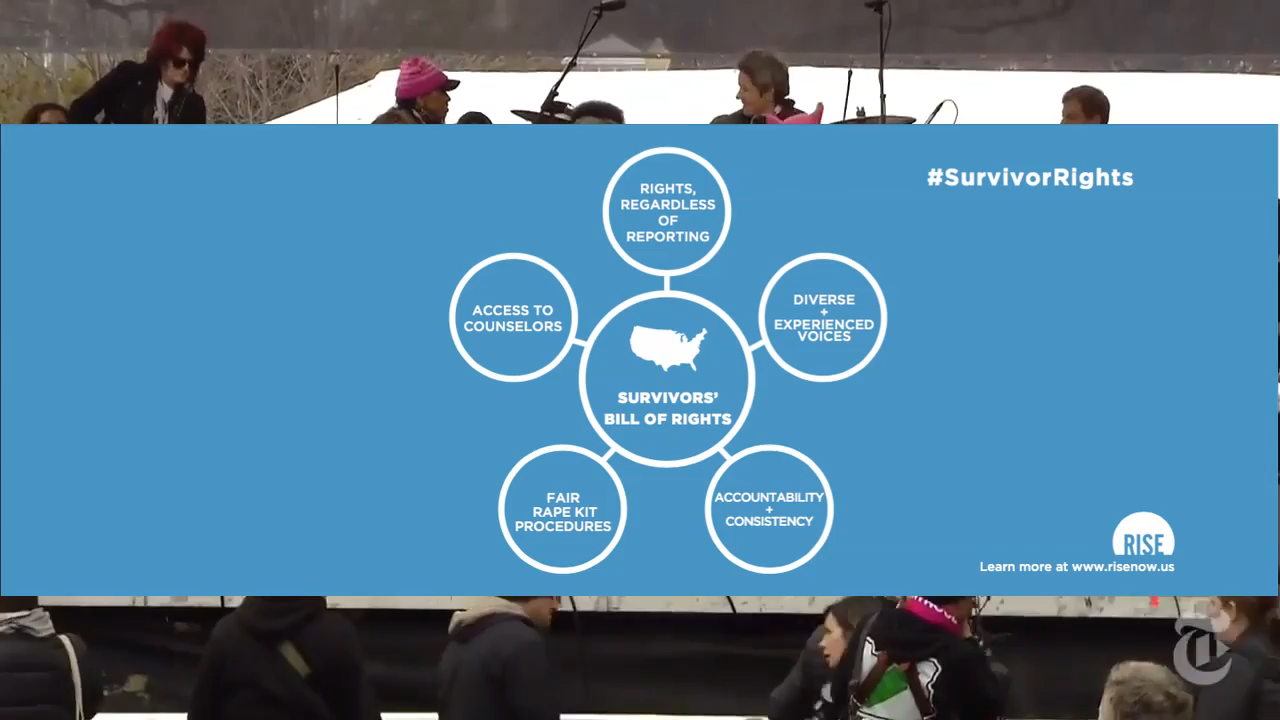 #SurvivorRights
RIGHTS,
REGARDLESS
OF
REPORTING
ACCESS TO
COUNSELORS
DIVERSE
+
EXPERIENCED
VOICES
SURVIVORS'
BILL OF RIGHTS
FAIR
RAPE KIT
PROCEDURES
ACCOUNTABILITY
+
CONSISTENCY
RISE
Learn more at www.risenow.us
T